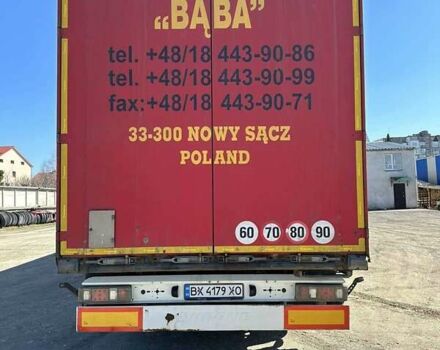 „BĄBA”
tel. +48/18 443-90-86
tel. +48/18 443-90-99
fax:+48/18 443-90-71
33-300 NOWY SĄCZ
POLAND
60 70 80 90
BX 4179 XO